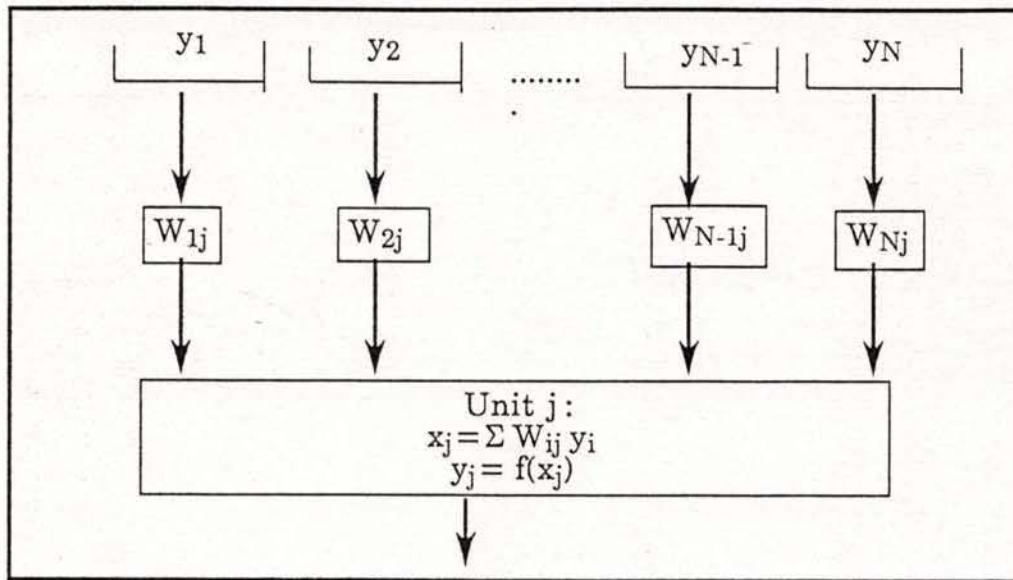 y₁ y₂ ........ yN-1 yN
.
W₁j W₂j WN-1j WNj
Unit j:
xj = Σ Wij yi
yj = f(xj)